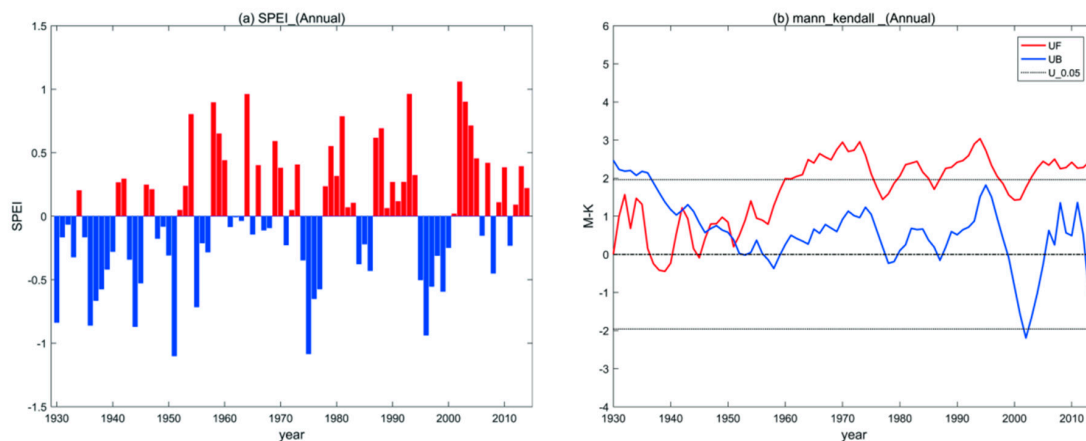 (a) SPEI_(Annual)
1.5
1
0.5
0
-0.5
-1
-1.5
SPEI
1930 1940 1950 1960 1970 1980 1990 2000 2010
year
(b) mann_kendall _(Annual)
6
5
4
3
2
1
0
-1
-2
-3
-4
M-K
UF
UB
U_0.05
1930 1940 1950 1960 1970 1980 1990 2000 2010
year